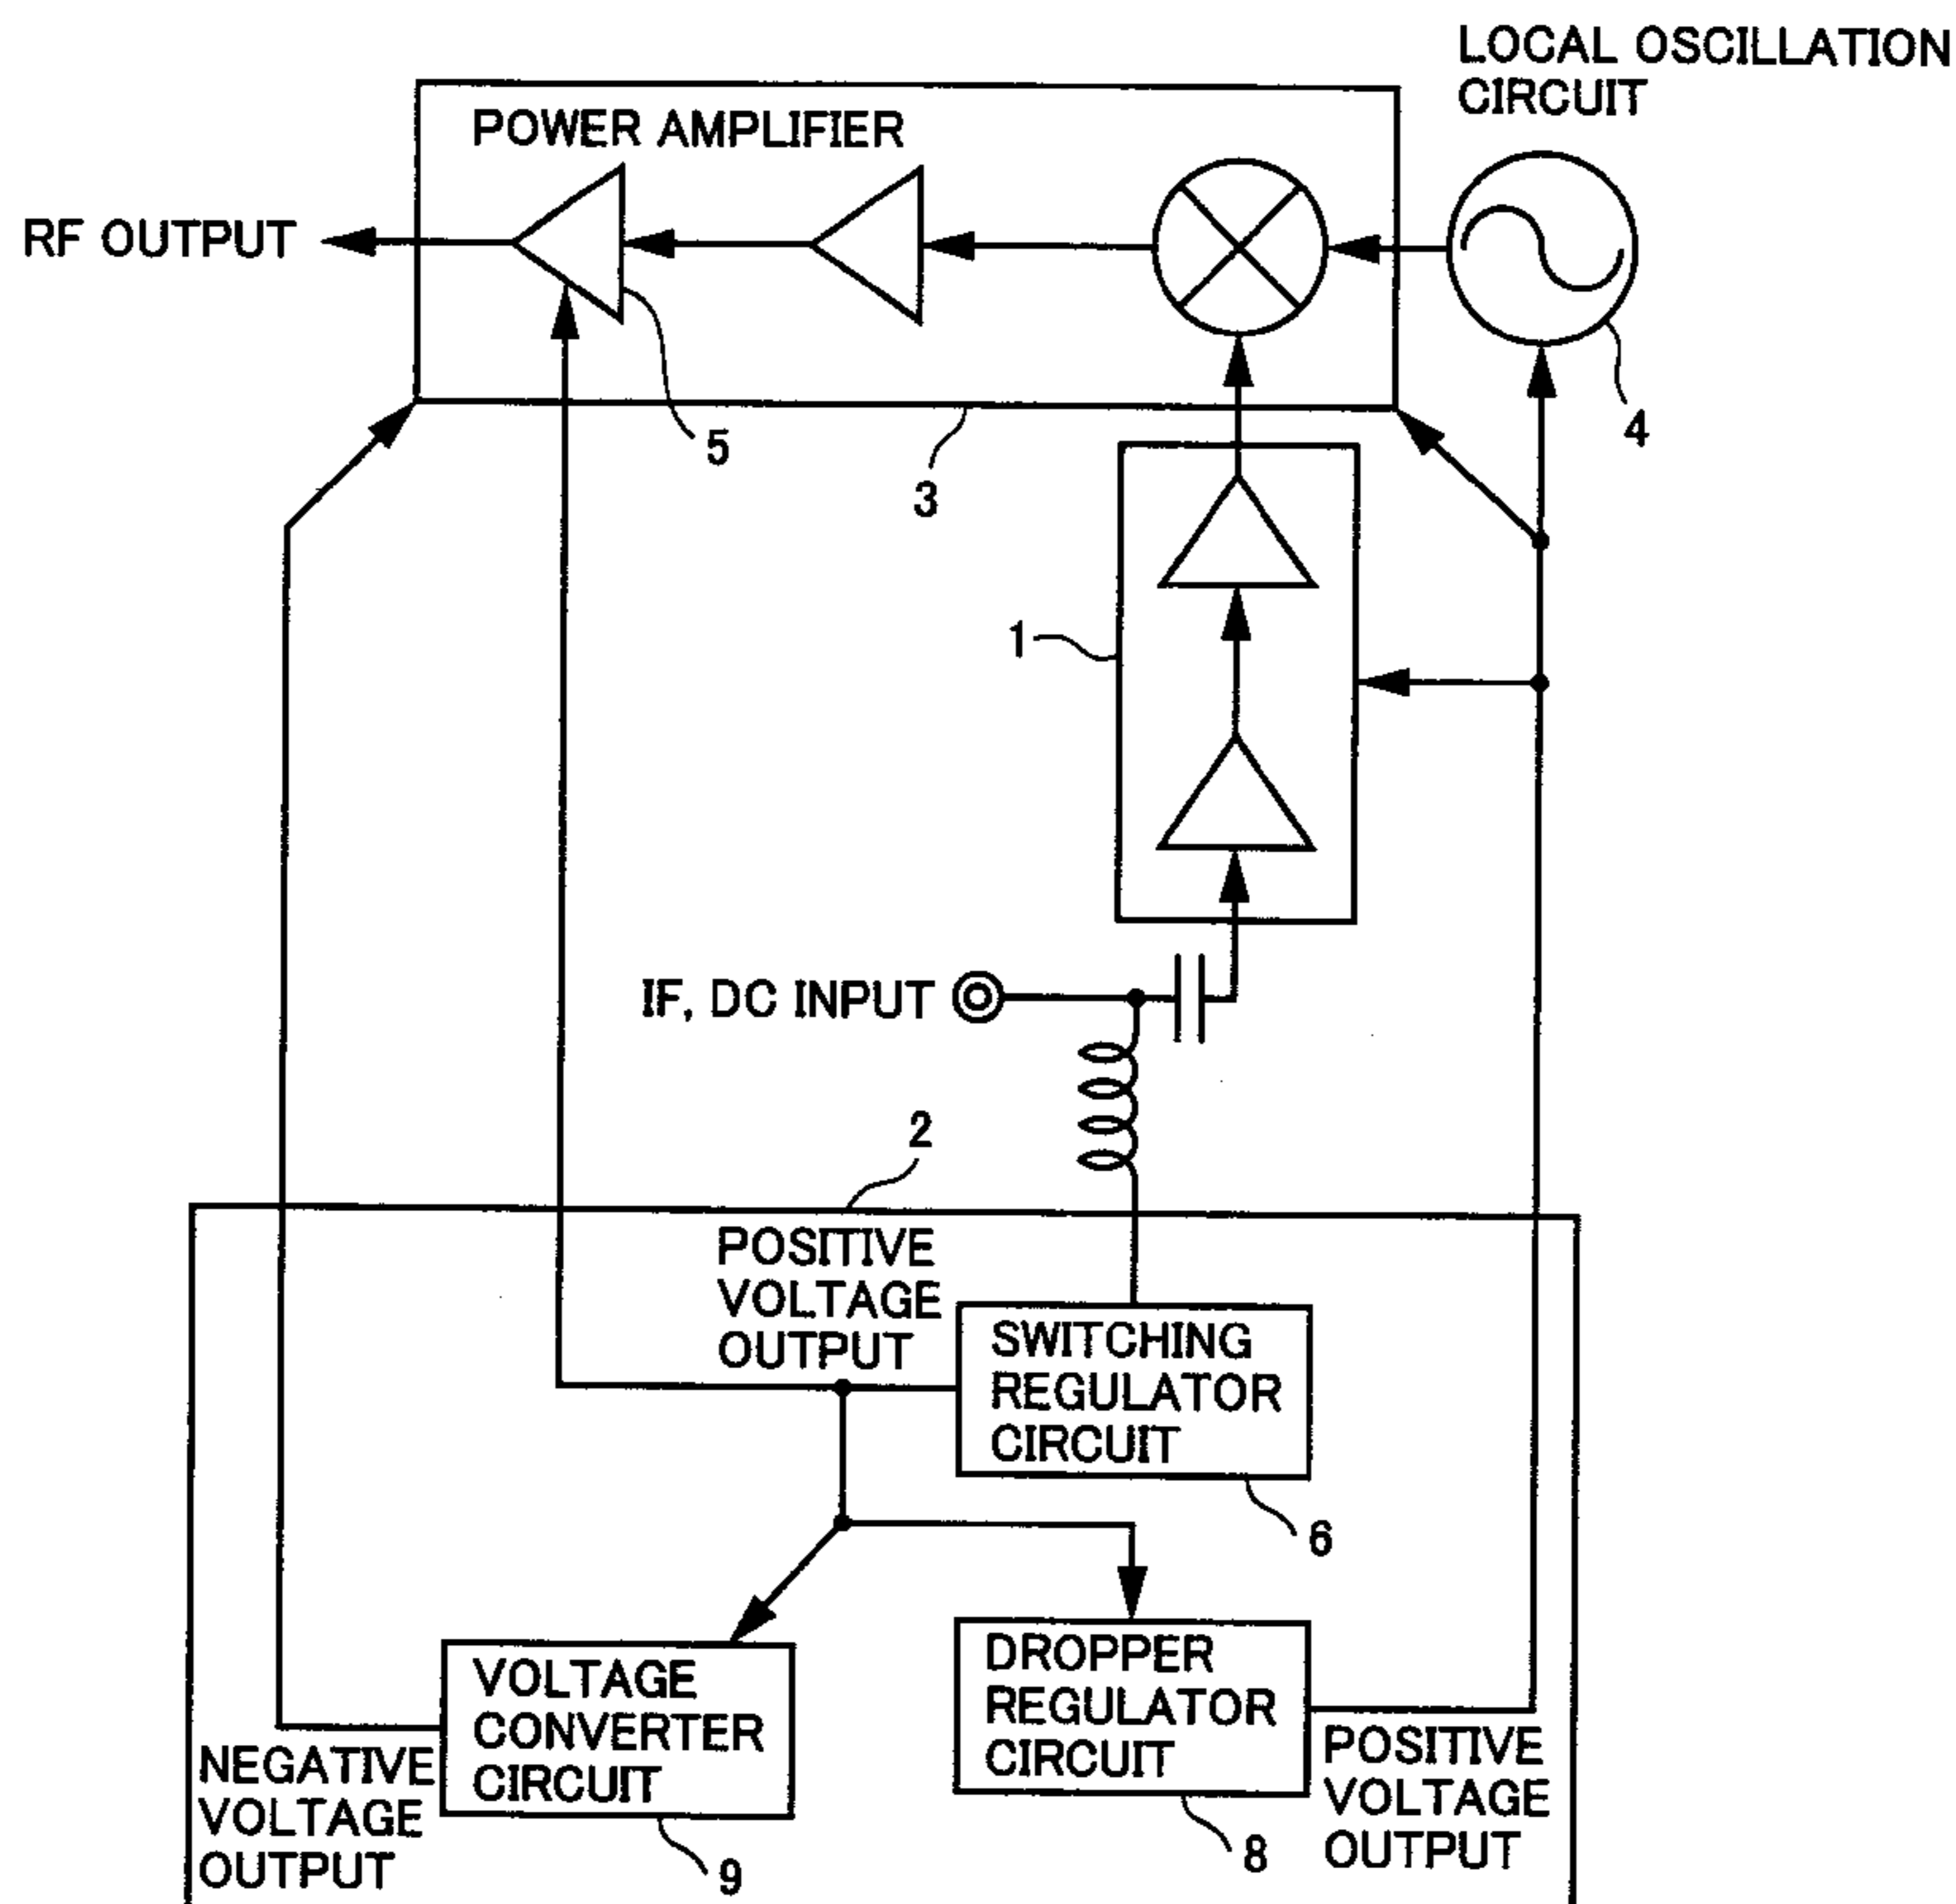 LOCAL OSCILLATION
CIRCUIT
POWER AMPLIFIER
RF OUTPUT
5
3
4
1
IF, DC INPUT
2
POSITIVE
VOLTAGE
OUTPUT
SWITCHING
REGULATOR
CIRCUIT
6
VOLTAGE
CONVERTER
CIRCUIT
DROPPER
REGULATOR
CIRCUIT
NEGATIVE
VOLTAGE
OUTPUT
POSITIVE
VOLTAGE
OUTPUT
9
8